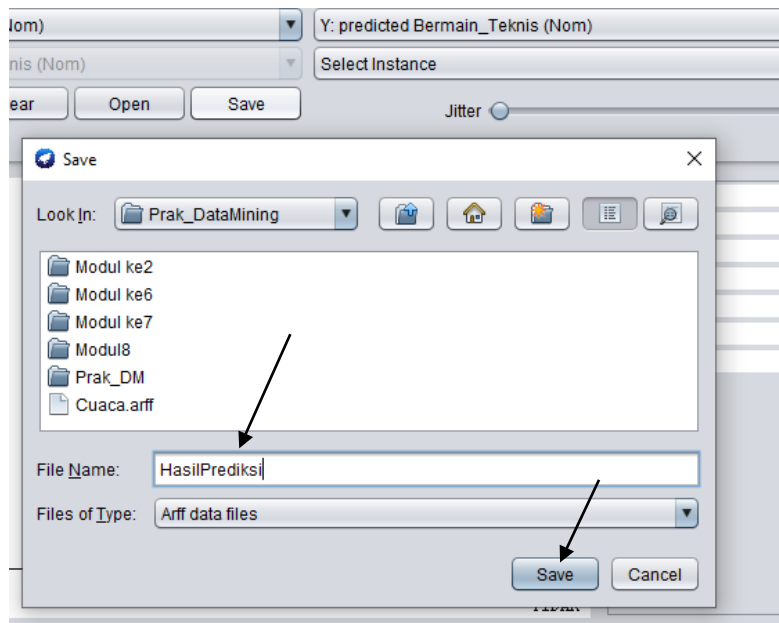 Nom)
Y: predicted Bermain_Teknis (Nom)
nis (Nom)
Select Instance
ear
Open
Save
Jitter
Save
Look In:
Prak_DataMining
Modul ke2
Modul ke6
Modul ke7
Modul8
Prak_DM
Cuaca.arff
File Name:
HasilPrediksi
Files of Type:
Arff data files
Save
Cancel